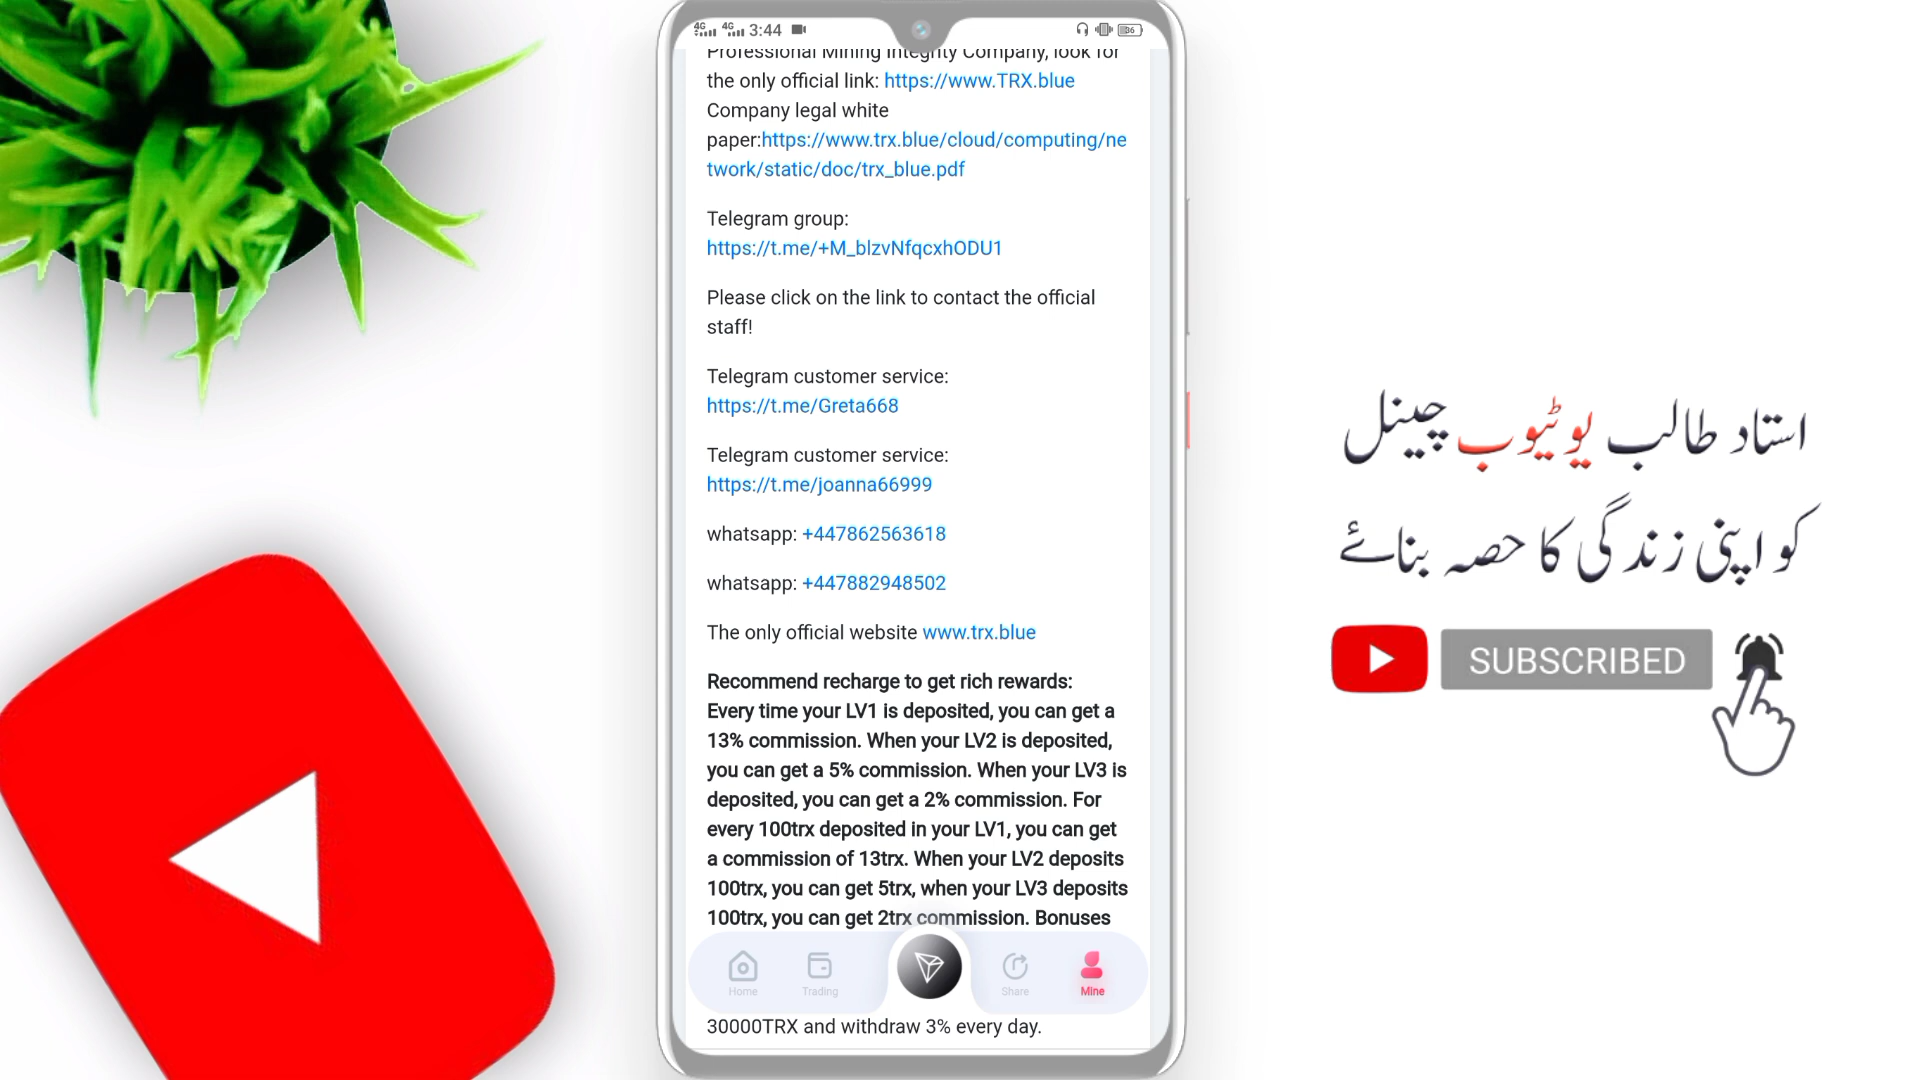 4G 4G 3:44 36
Professional Mining Integrity Company, look for
the only official link: https://www.TRX.blue
Company legal white
paper:https://www.trx.blue/cloud/computing/ne
twork/static/doc/trx_blue.pdf
Telegram group:
https://t.me/+M_blzvNfqcxhODU1
Please click on the link to contact the official
staff!
Telegram customer service:
https://t.me/Greta668
Telegram customer service:
https://t.me/joanna66999
whatsapp: +447862563618
whatsapp: +447882948502
The only official website www.trx.blue
Recommend recharge to get rich rewards:
Every time your LV1 is deposited, you can get a
13% commission. When your LV2 is deposited,
you can get a 5% commission. When your LV3 is
deposited, you can get a 2% commission. For
every 100trx deposited in your LV1, you can get
a commission of 13trx. When your LV2 deposits
100trx, you can get 5trx, when your LV3 deposits
100trx, you can get 2trx commission. Bonuses
Home Trading Share Mine
30000TRX and withdraw 3% every day.
استاد طالب یوٹیوب چینل
کو اپنی زندگی کا حصہ بنائے
SUBSCRIBED